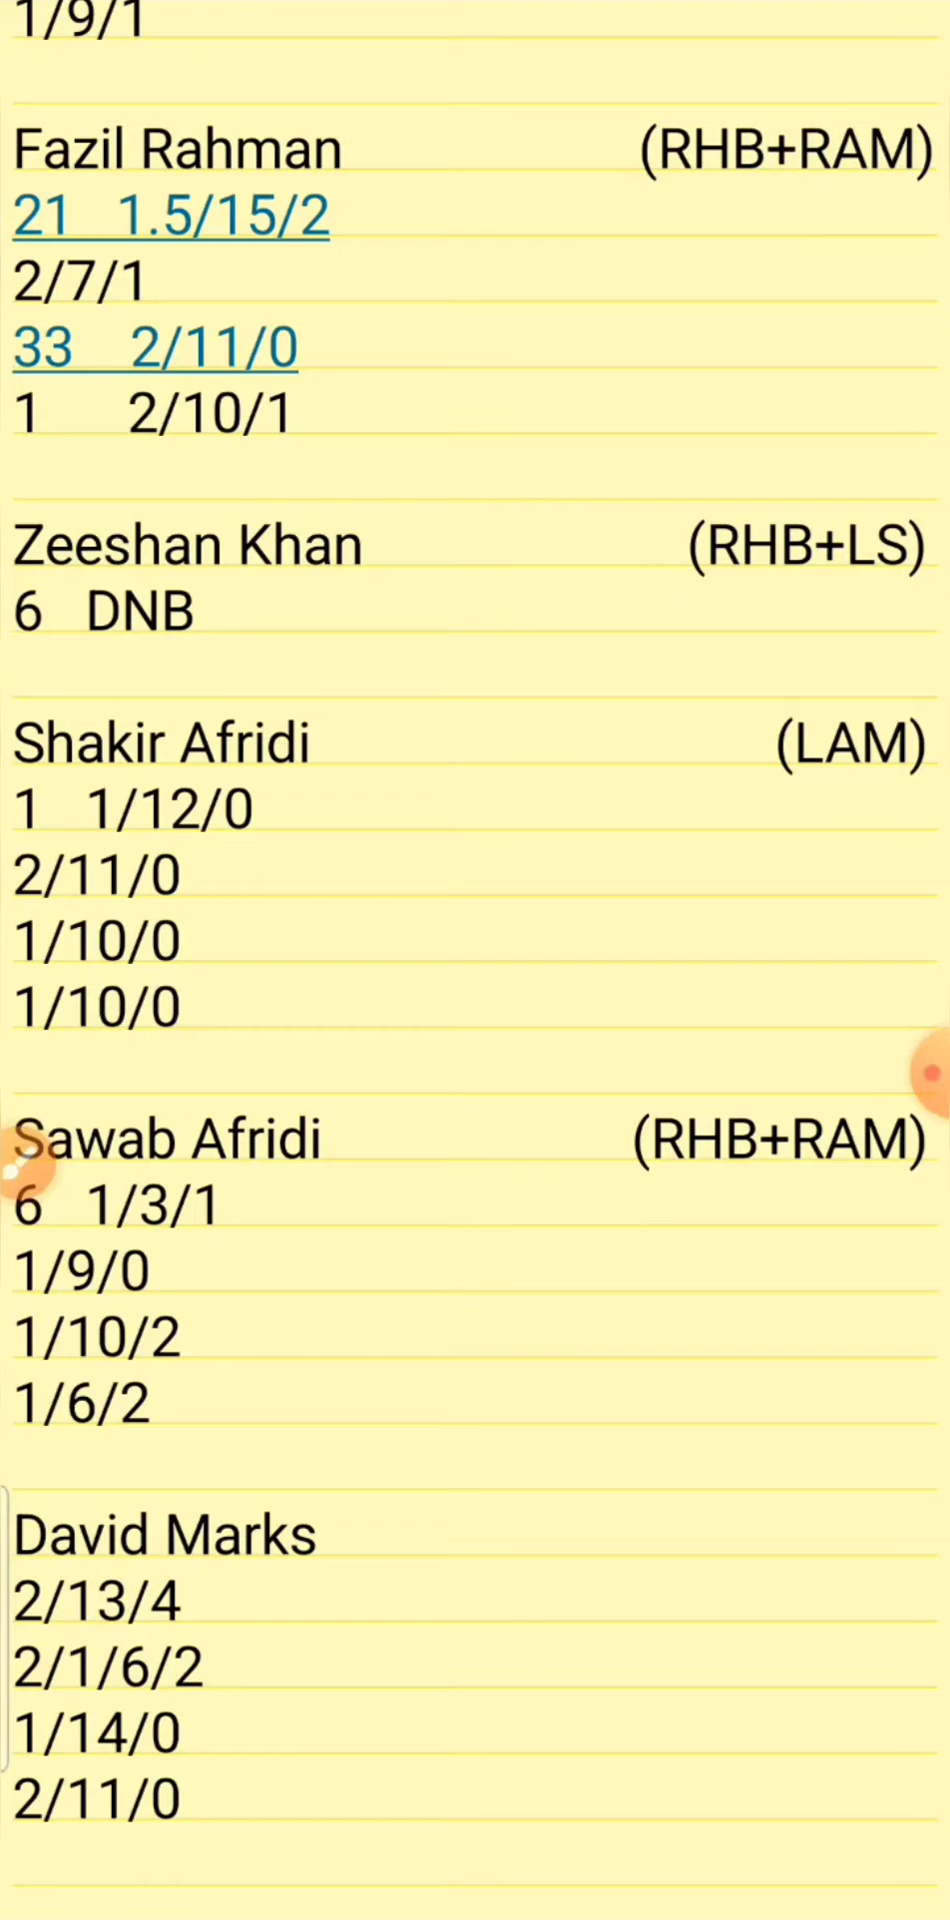 1/9/1
Fazil Rahman (RHB+RAM)
21 1.5/15/2
2/7/1
33 2/11/0
1 2/10/1
Zeeshan Khan (RHB+LS)
6 DNB
Shakir Afridi (LAM)
1 1/12/0
2/11/0
1/10/0
1/10/0
Sawab Afridi (RHB+RAM)
6 1/3/1
1/9/0
1/10/2
1/6/2
David Marks
2/13/4
2/1/6/2
1/14/0
2/11/0